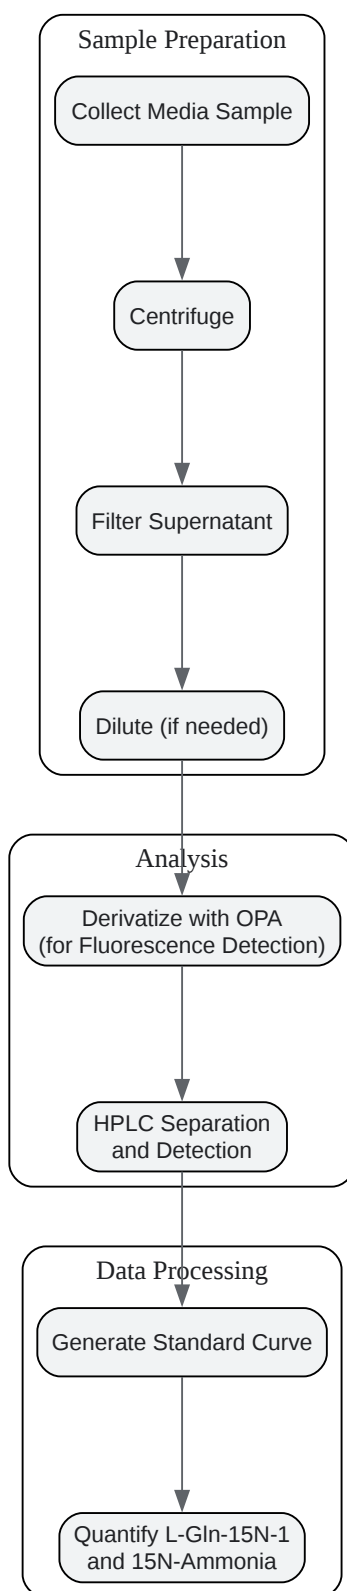 Sample Preparation
Collect Media Sample
Centrifuge
Filter Supernatant
Dilute (if needed)
Analysis
Derivatize with OPA
(for Fluorescence Detection)
HPLC Separation
and Detection
Data Processing
Generate Standard Curve
Quantify L-Gln-15N-1
and 15N-Ammonia